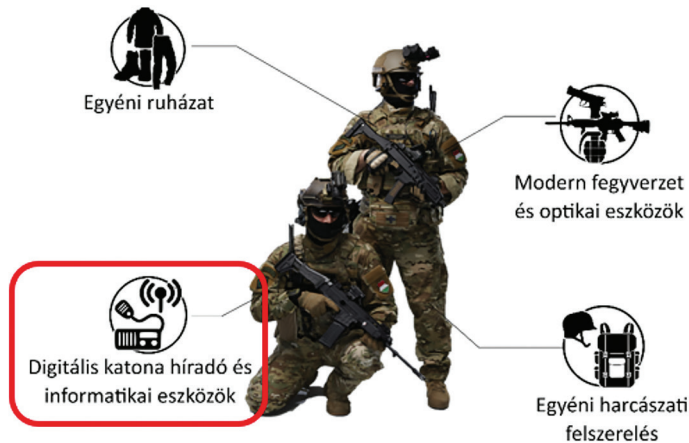 Egyéni ruházat
Modern fegyverzet
és optikai eszközök
Digitális katona híradó és
informatikai eszközök
Egyéni harcászati
felszerelés